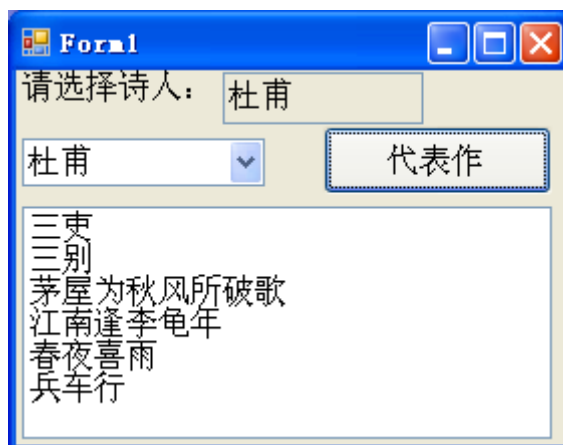 Form1
请选择诗人： 杜甫
杜甫 代表作
三吏
三别
茅屋为秋风所破歌
江南逢李龟年
春夜喜雨
兵车行